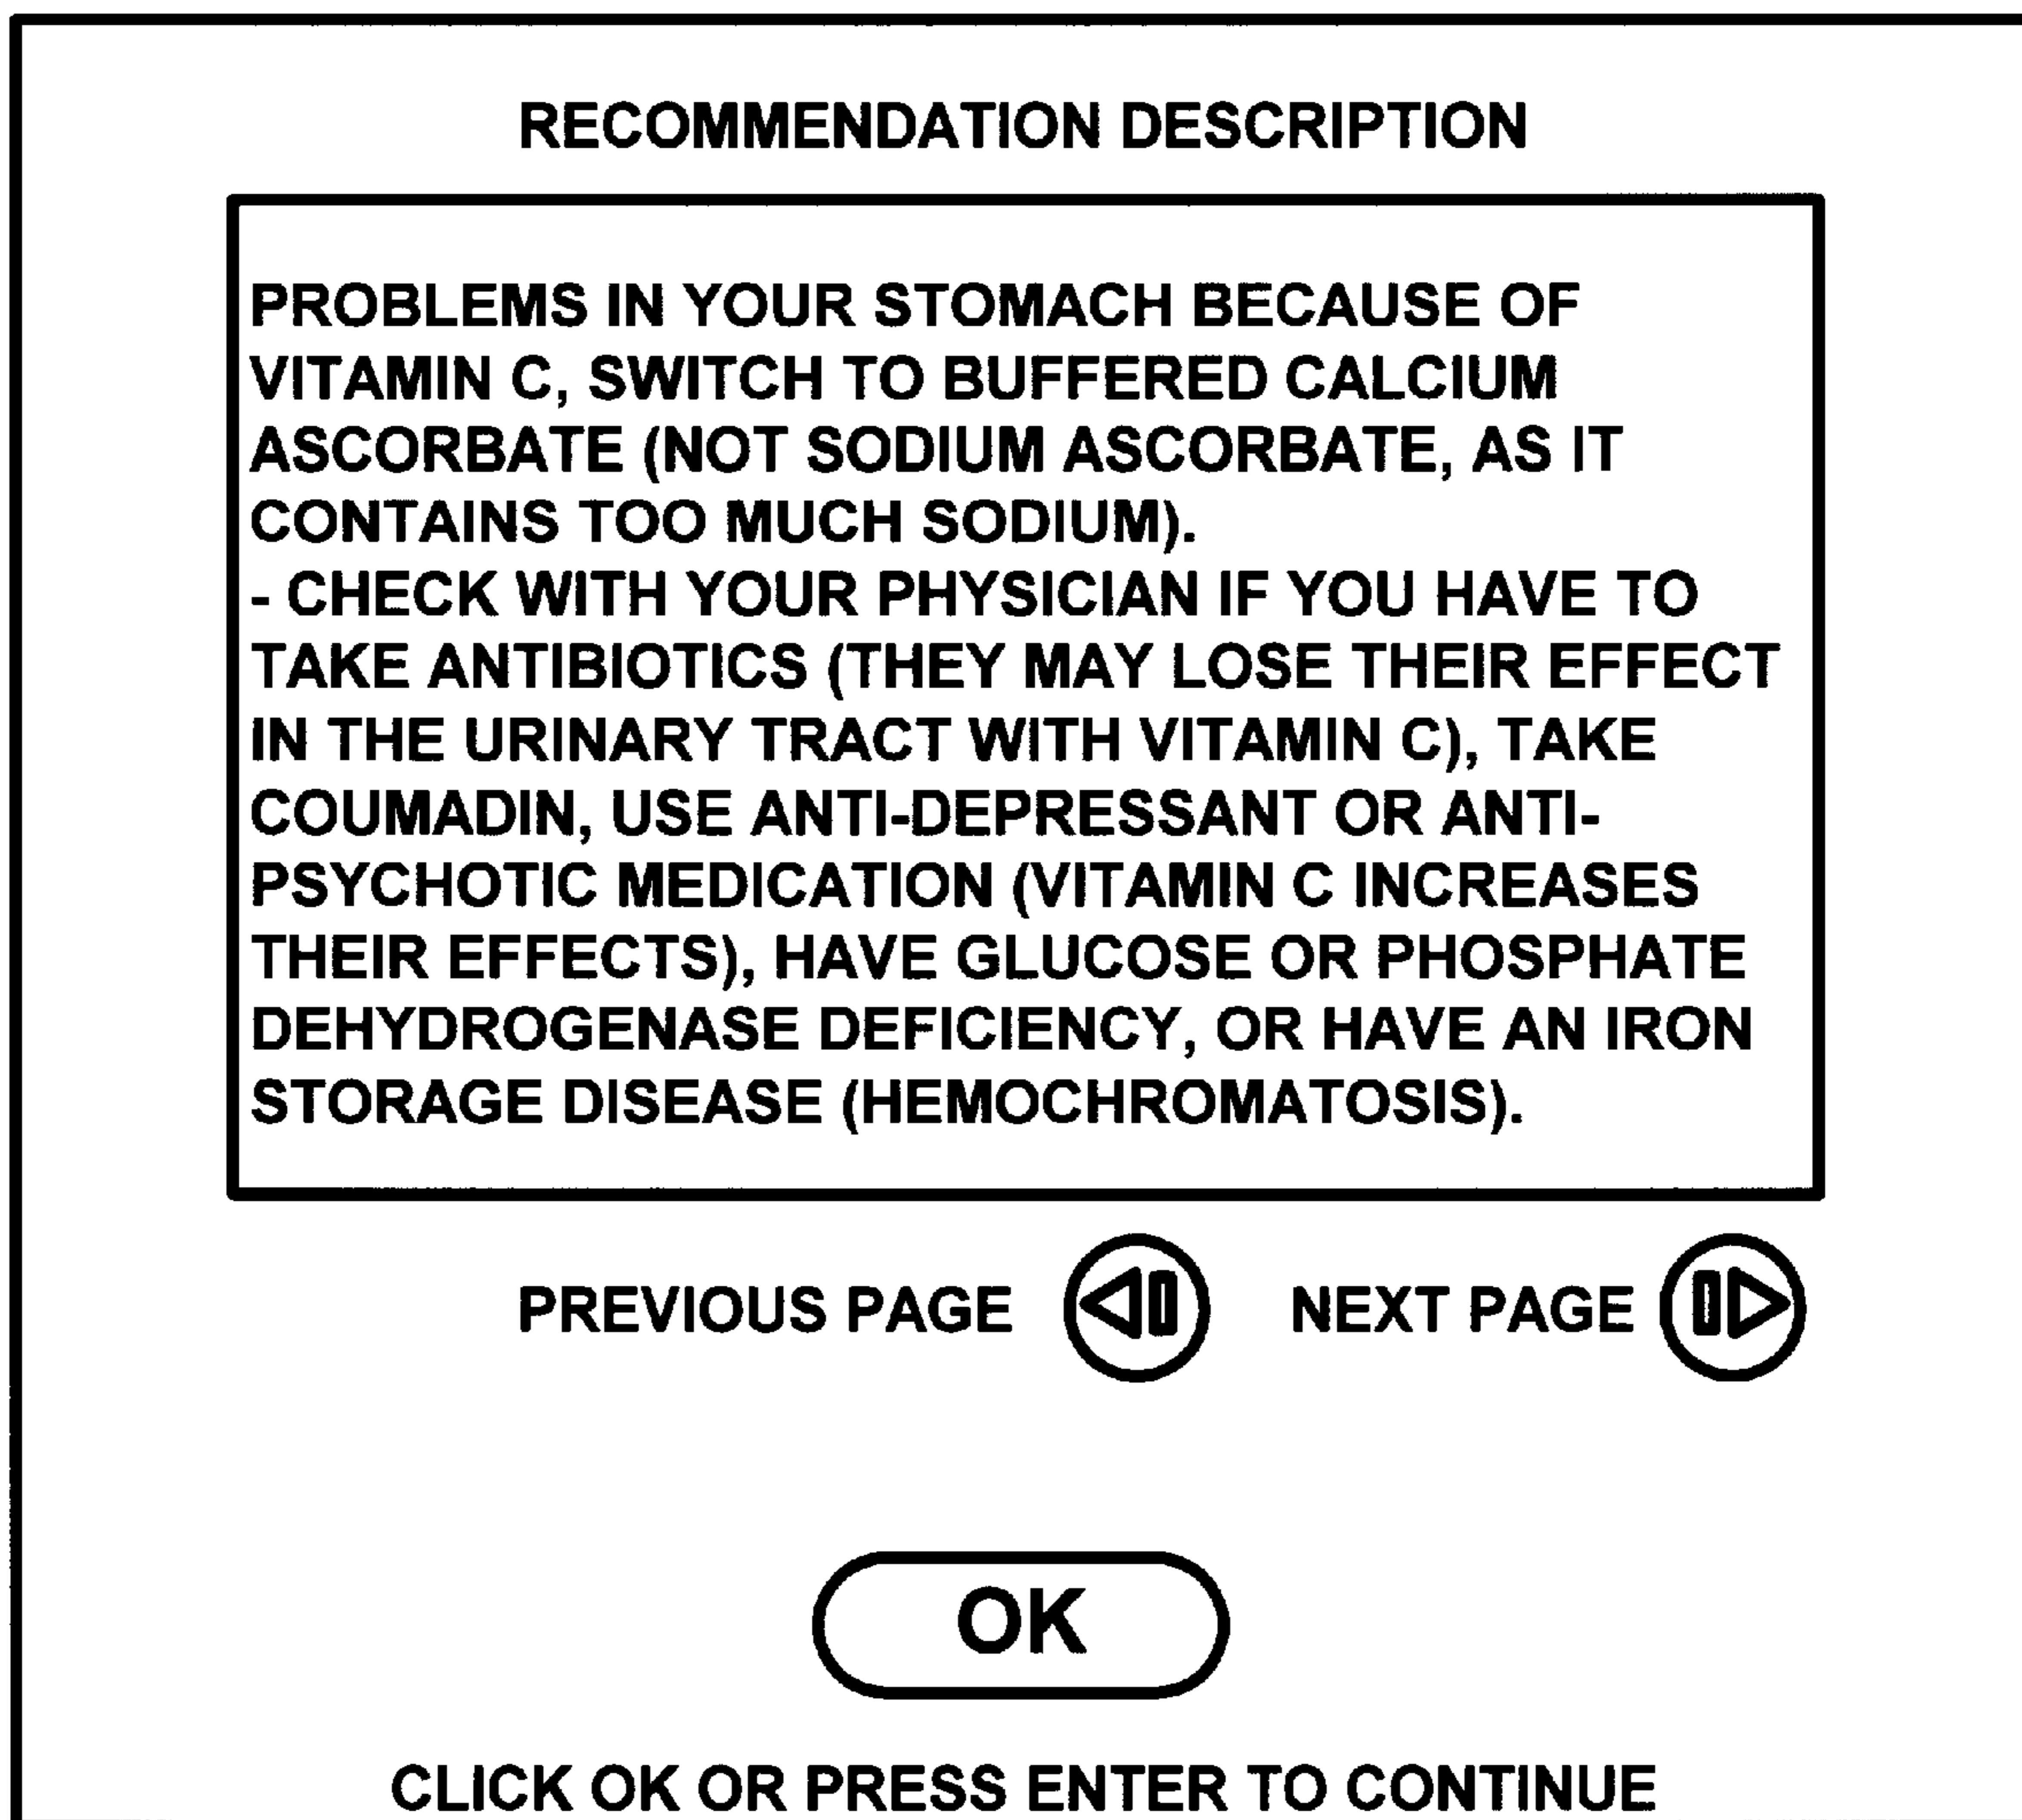 RECOMMENDATION DESCRIPTION
PROBLEMS IN YOUR STOMACH BECAUSE OF
VITAMIN C, SWITCH TO BUFFERED CALCIUM
ASCORBATE (NOT SODIUM ASCORBATE, AS IT
CONTAINS TOO MUCH SODIUM).
- CHECK WITH YOUR PHYSICIAN IF YOU HAVE TO
TAKE ANTIBIOTICS (THEY MAY LOSE THEIR EFFECT
IN THE URINARY TRACT WITH VITAMIN C), TAKE
COUMADIN, USE ANTI-DEPRESSANT OR ANTI-
PSYCHOTIC MEDICATION (VITAMIN C INCREASES
THEIR EFFECTS), HAVE GLUCOSE OR PHOSPHATE
DEHYDROGENASE DEFICIENCY, OR HAVE AN IRON
STORAGE DISEASE (HEMOCHROMATOSIS).
PREVIOUS PAGE NEXT PAGE
OK
CLICK OK OR PRESS ENTER TO CONTINUE